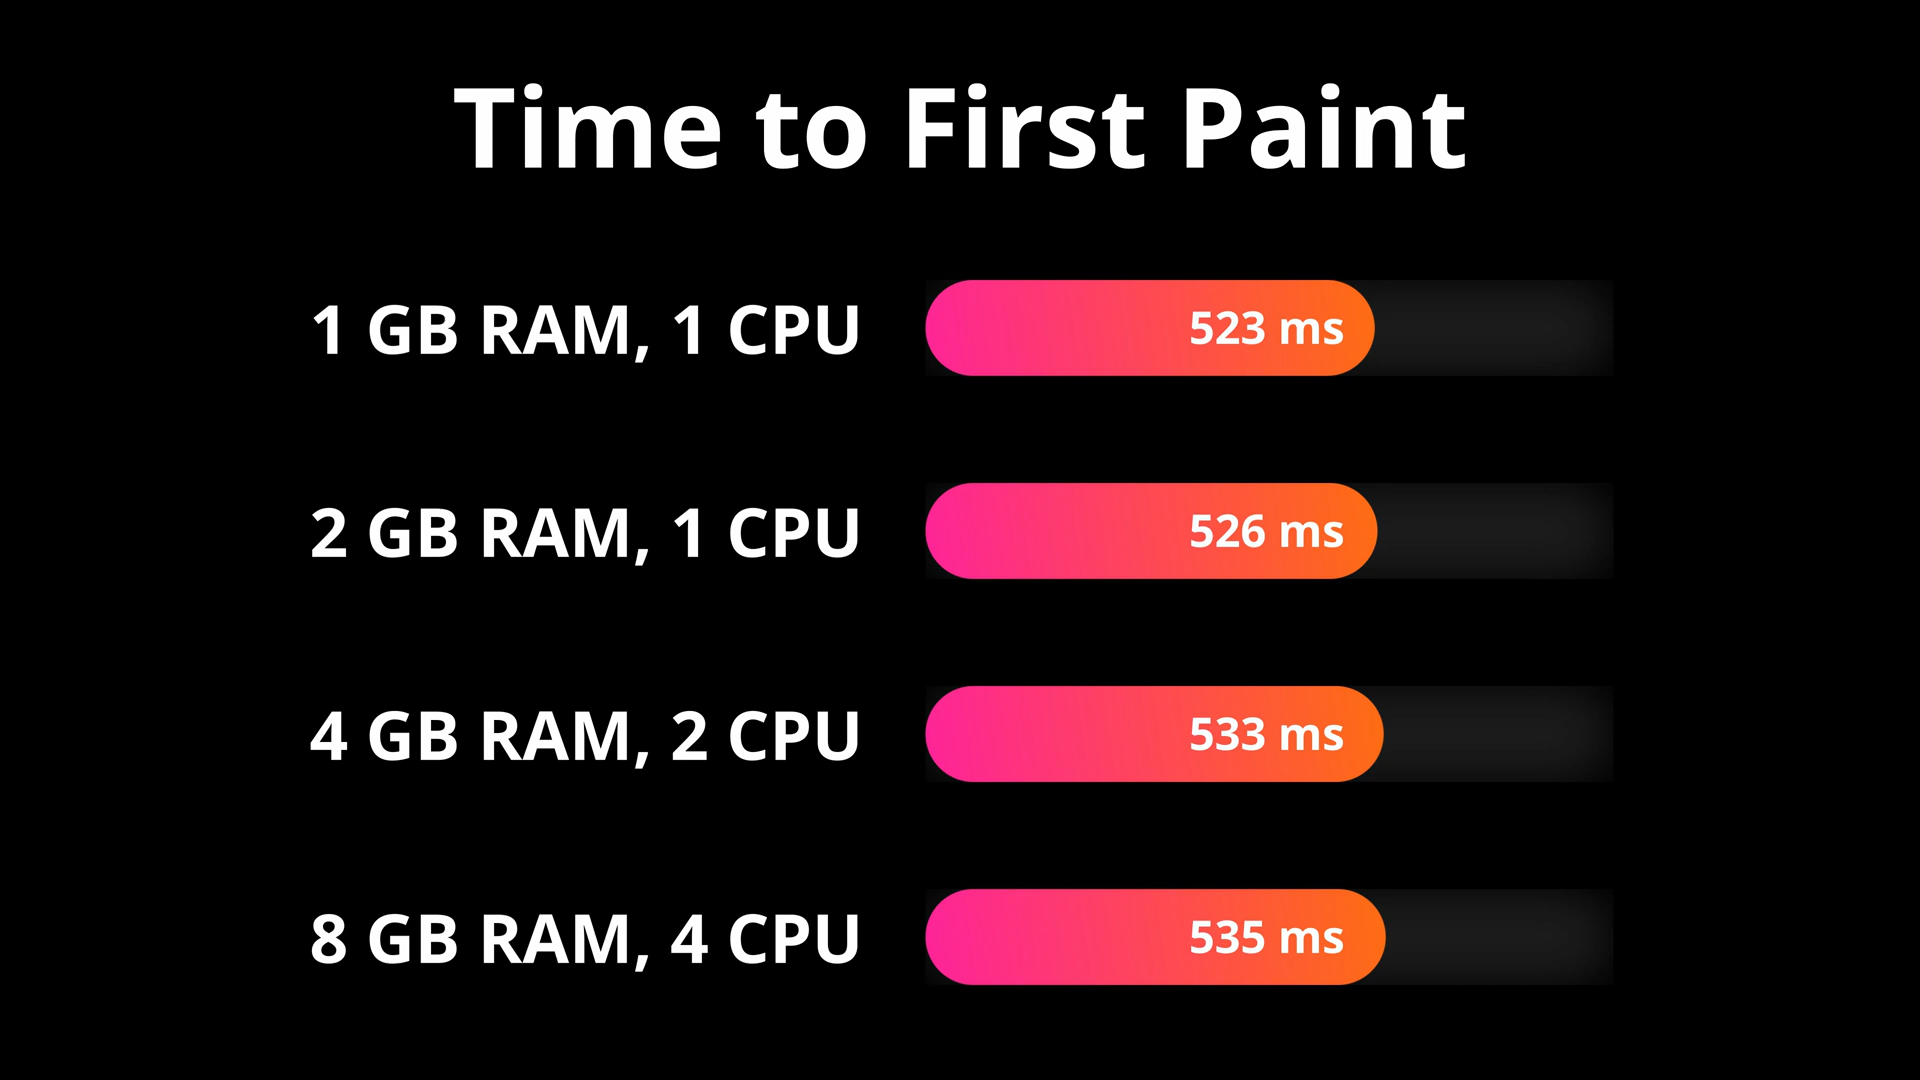 Time to First Paint
1 GB RAM, 1 CPU 523 ms
2 GB RAM, 1 CPU 526 ms
4 GB RAM, 2 CPU 533 ms
8 GB RAM, 4 CPU 535 ms